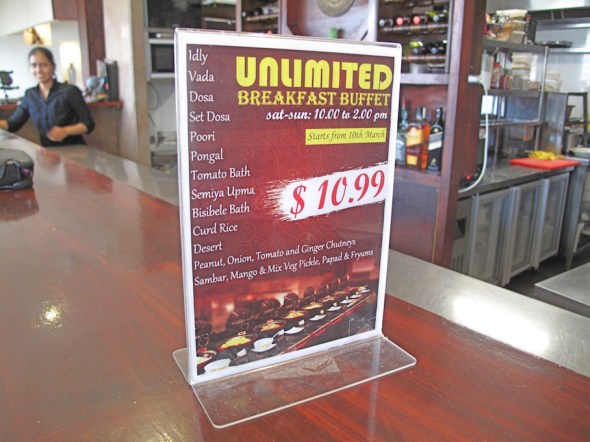 Idly
Vada
Dosa
Set Dosa
Poori
Pongal
Tomato Bath
Semiya Upma
Bisibele Bath
Curd Rice
Desert
Peanut, Onion, Tomato and Ginger Chutneys
Sambar, Mango & Mix Veg Pickle, Papad & Fryums
UNLIMITED
BREAKFAST BUFFET
sat-sun: 10.00 to 2.00 pm
Starts from 10th March
$ 10.99